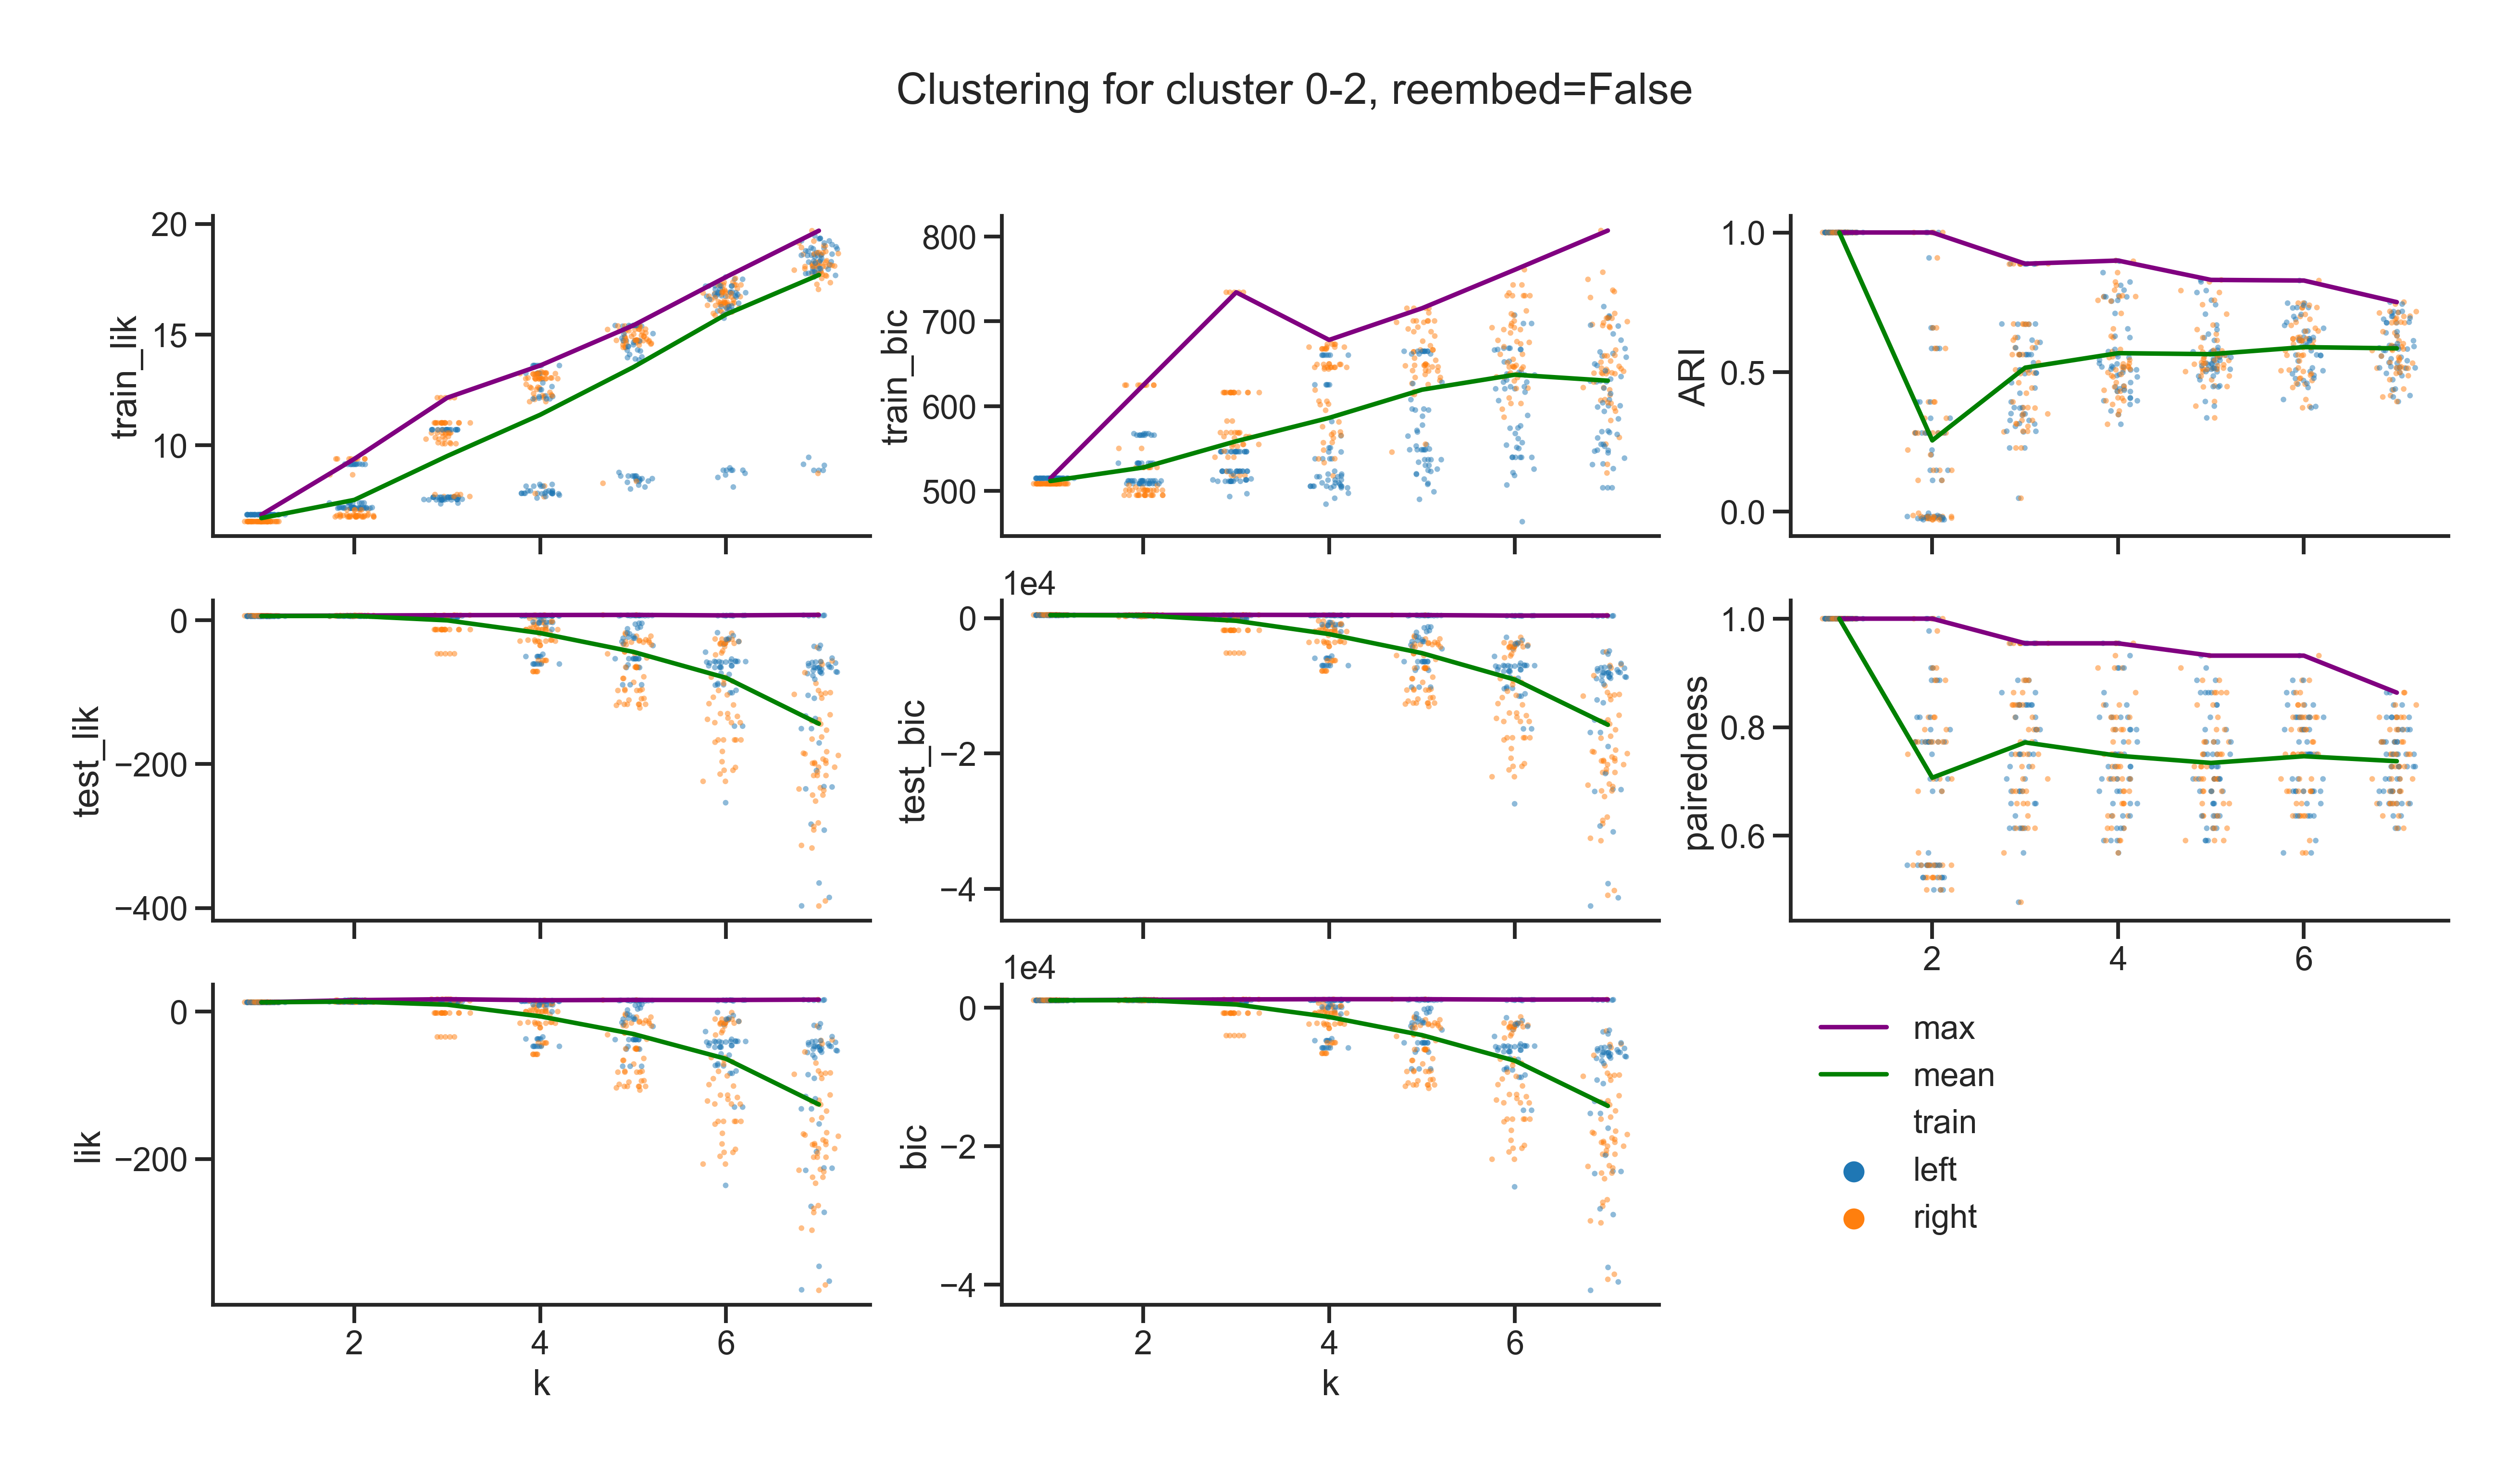 Clustering for cluster 0-2, reembed=False
train_lik
20
15
10
train_bic
800
700
600
500
ARI
1.0
0.5
0.0
test_lik
0
−200
−400
1e4
test_bic
0
−2
−4
pairedness
1.0
0.8
0.6
2
4
6
lik
0
−200
2
4
6
k
1e4
bic
0
−2
−4
2
4
6
k
max
mean
train
left
right